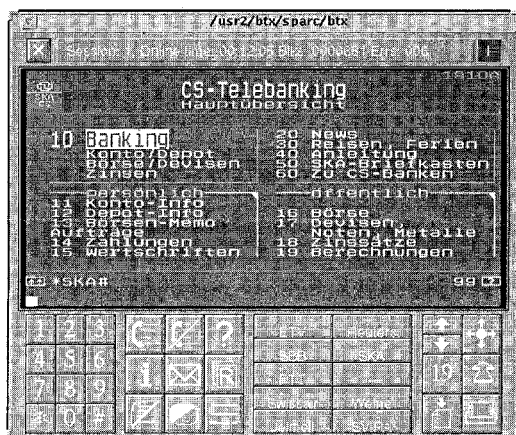 /usr2/btx/sparc/btx
1910A
CS-Telebanking
Hauptübersicht
10 Banking
Konto/Depot
Börse/Devisen
Zinsen
20 News
30 Reisen, Ferien
40 Anleitung
50 SKA-Briefkasten
60 Zu CS-Banken
persönlich
11 Konto-Info
12 Depot-Info
13 Börsen-Memo
Aufträge
14 Zahlungen
15 Wertschriften
öffentlich
16 Börse
17 Devisen,
Noten, Metalle
18 Zinssätze
19 Berechnungen
*SKA#
99
1 2 3
4 5 6
7 8 9
* 0 #
C ?
i R
SKA
19